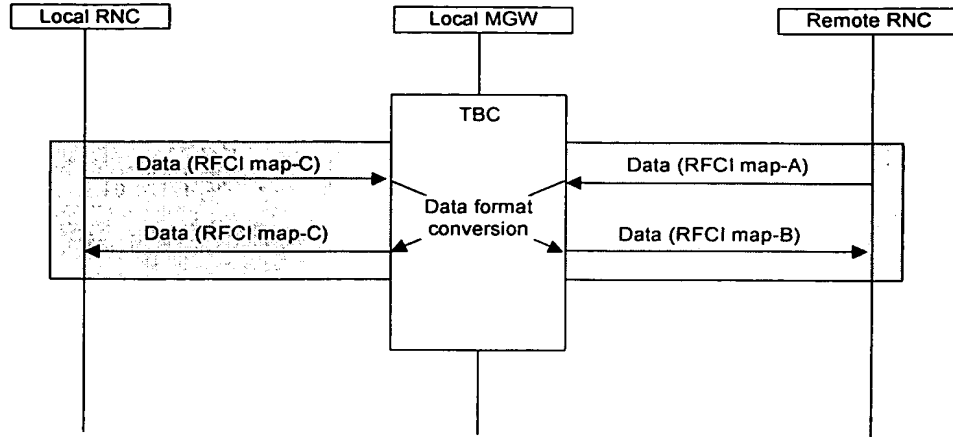 Local RNC
Local MGW
Remote RNC
TBC
Data (RFCI map-C)
Data (RFCI map-A)
Data format
conversion
Data (RFCI map-C)
Data (RFCI map-B)